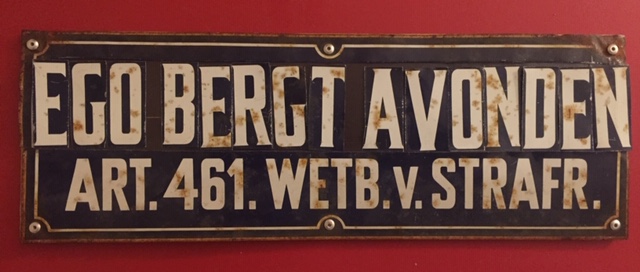 EGO BERGT AVONDEN
ART. 461. WETB. v. STRAFR.